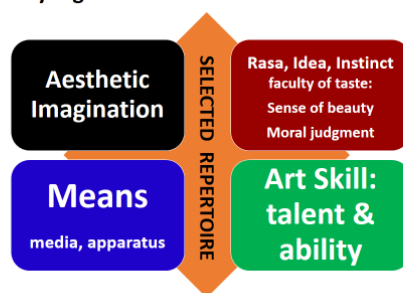 Aesthetic
Imagination
SELECTED REPERTOIRE
Rasa, Idea, Instinct
faculty of taste:
Sense of beauty
Moral judgment
Means
media, apparatus
Art Skill:
talent &
ability